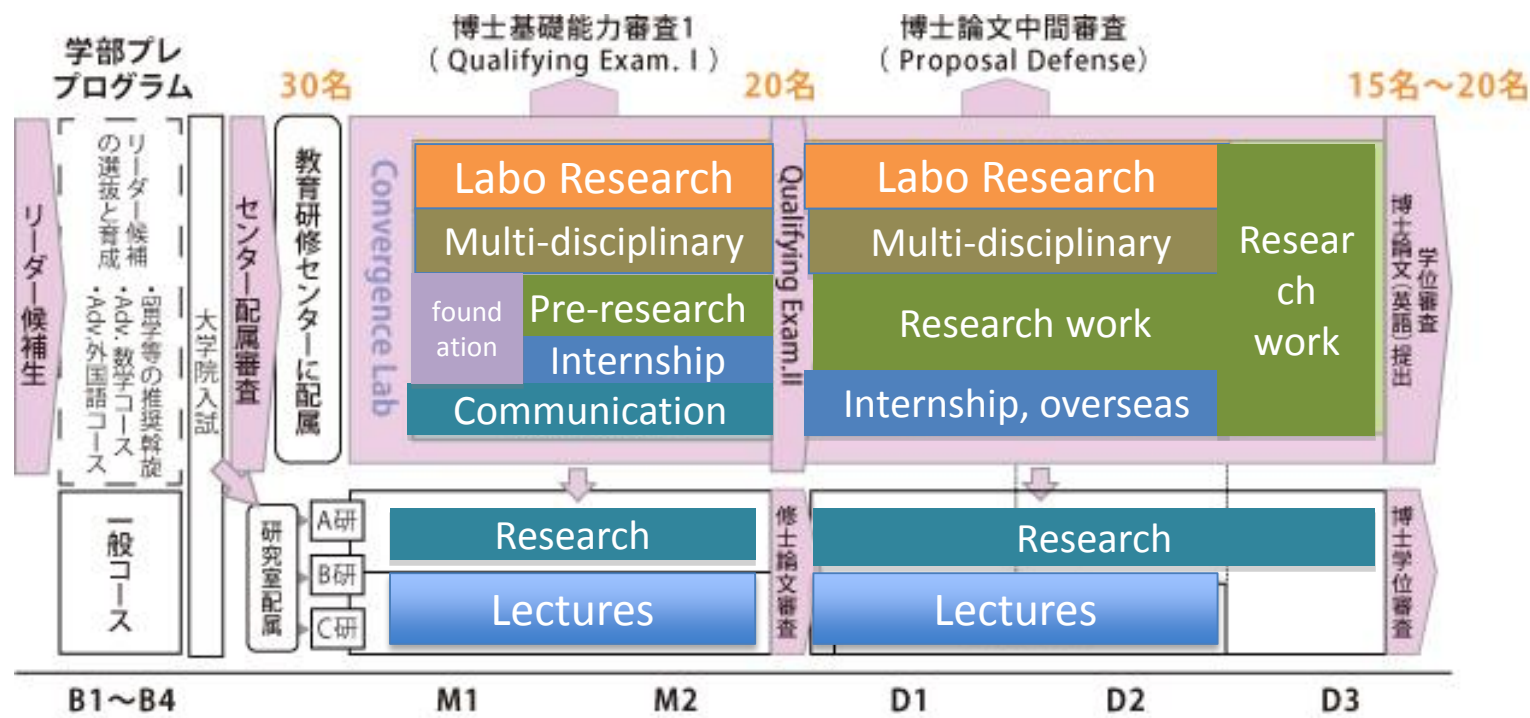 博士基礎能力審査1
( Qualifying Exam. I )
博士論文中間審査
( Proposal Defense)
学部プレ
プログラム
30名
20名
15名～20名
リーダー候補生
リーダー候補
の選抜と育成
・留学等の推奨斡旋
・Adv. 数学コース
・Adv.外国語コース
大学院入試
センター配属審査
教育研修センターに配属
Convergence Lab
Labo Research
Multi-disciplinary
found
ation
Pre-research
Internship
Communication
Qualifying Exam.II
Labo Research
Multi-disciplinary
Research work
Internship, overseas
Resear
ch
work
学位審査
博士論文(英語)提出
一般コース
研究室配属
A研
B研
C研
Research
Lectures
修士論文審査
Research
Lectures
博士学位審査
B1～B4
M1
M2
D1
D2
D3